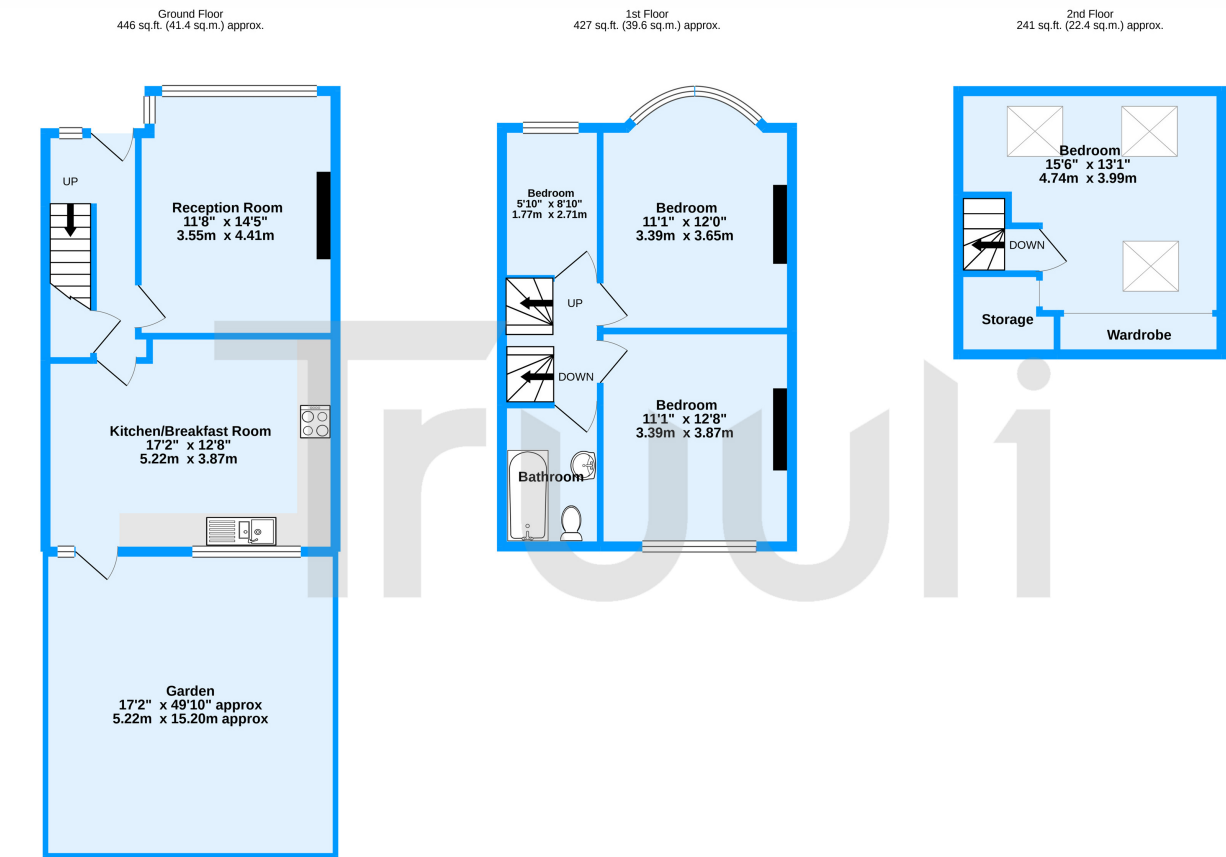 Ground Floor
446 sq.ft. (41.4 sq.m.) approx.
1st Floor
427 sq.ft. (39.6 sq.m.) approx.
2nd Floor
241 sq.ft. (22.4 sq.m.) approx.
UP
Reception Room
11'8" x 14'5"
3.55m x 4.41m
Kitchen/Breakfast Room
17'2" x 12'8"
5.22m x 3.87m
Garden
17'2" x 49'10" approx
5.22m x 15.20m approx
Bedroom
5'10" x 8'10"
1.77m x 2.71m
Bedroom
11'1" x 12'0"
3.39m x 3.65m
UP
DOWN
Bedroom
11'1" x 12'8"
3.39m x 3.87m
Bathroom
Bedroom
15'6" x 13'1"
4.74m x 3.99m
DOWN
Storage
Wardrobe
Truuli